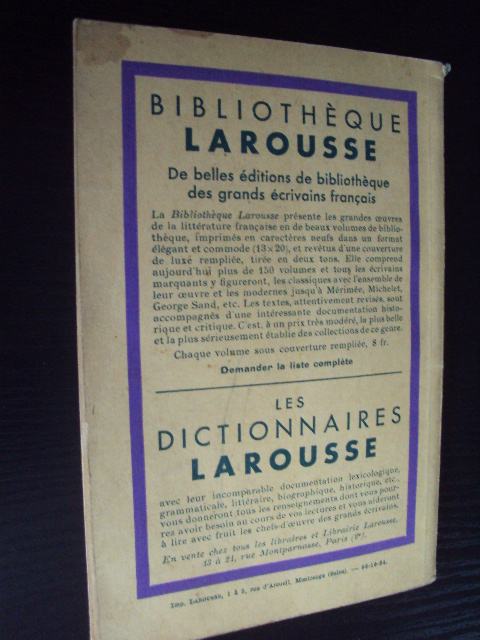 BIBLIOTHÈQUE
LAROUSSE
De belles éditions de bibliothèque
des grands écrivains français
La Bibliothèque Larousse présente les grandes œuvres
de la littérature française en de beaux volumes de biblio-
thèque, imprimés en caractères neufs dans un format
élégant et commode (13×20), et revêtus d'une couverture
de luxe rempliée, tirée en deux tons. Elle comprend
aujourd'hui plus de 150 volumes et tous les écrivains
marquants y figureront, les classiques avec l'ensemble de
leur œuvre et les modernes jusqu'à Mérimée, Michelet,
George Sand, etc. Les textes, attentivement revisés, sont
accompagnés d'une intéressante documentation histo-
rique et critique. C'est, à un prix très modéré, la plus belle
et la plus sérieusement établie des collections de ce genre.
Chaque volume sous couverture rempliée, 8 fr.
Demander la liste complète
LES
DICTIONNAIRES
LAROUSSE
avec leur incomparable documentation lexicologique,
grammaticale, littéraire, biographique, historique, etc.,
vous donneront tous les renseignements dont vous pour-
rez avoir besoin au cours de vos lectures et vous aideront
à lire avec fruit les chefs-d'œuvre des grands écrivains.
En vente chez tous les libraires et Librairie Larousse,
13 à 21, rue Montparnasse, Paris (6e).
Imp. Larousse, 1 à 9, rue d'Arcueil, Montrouge (Seine). —